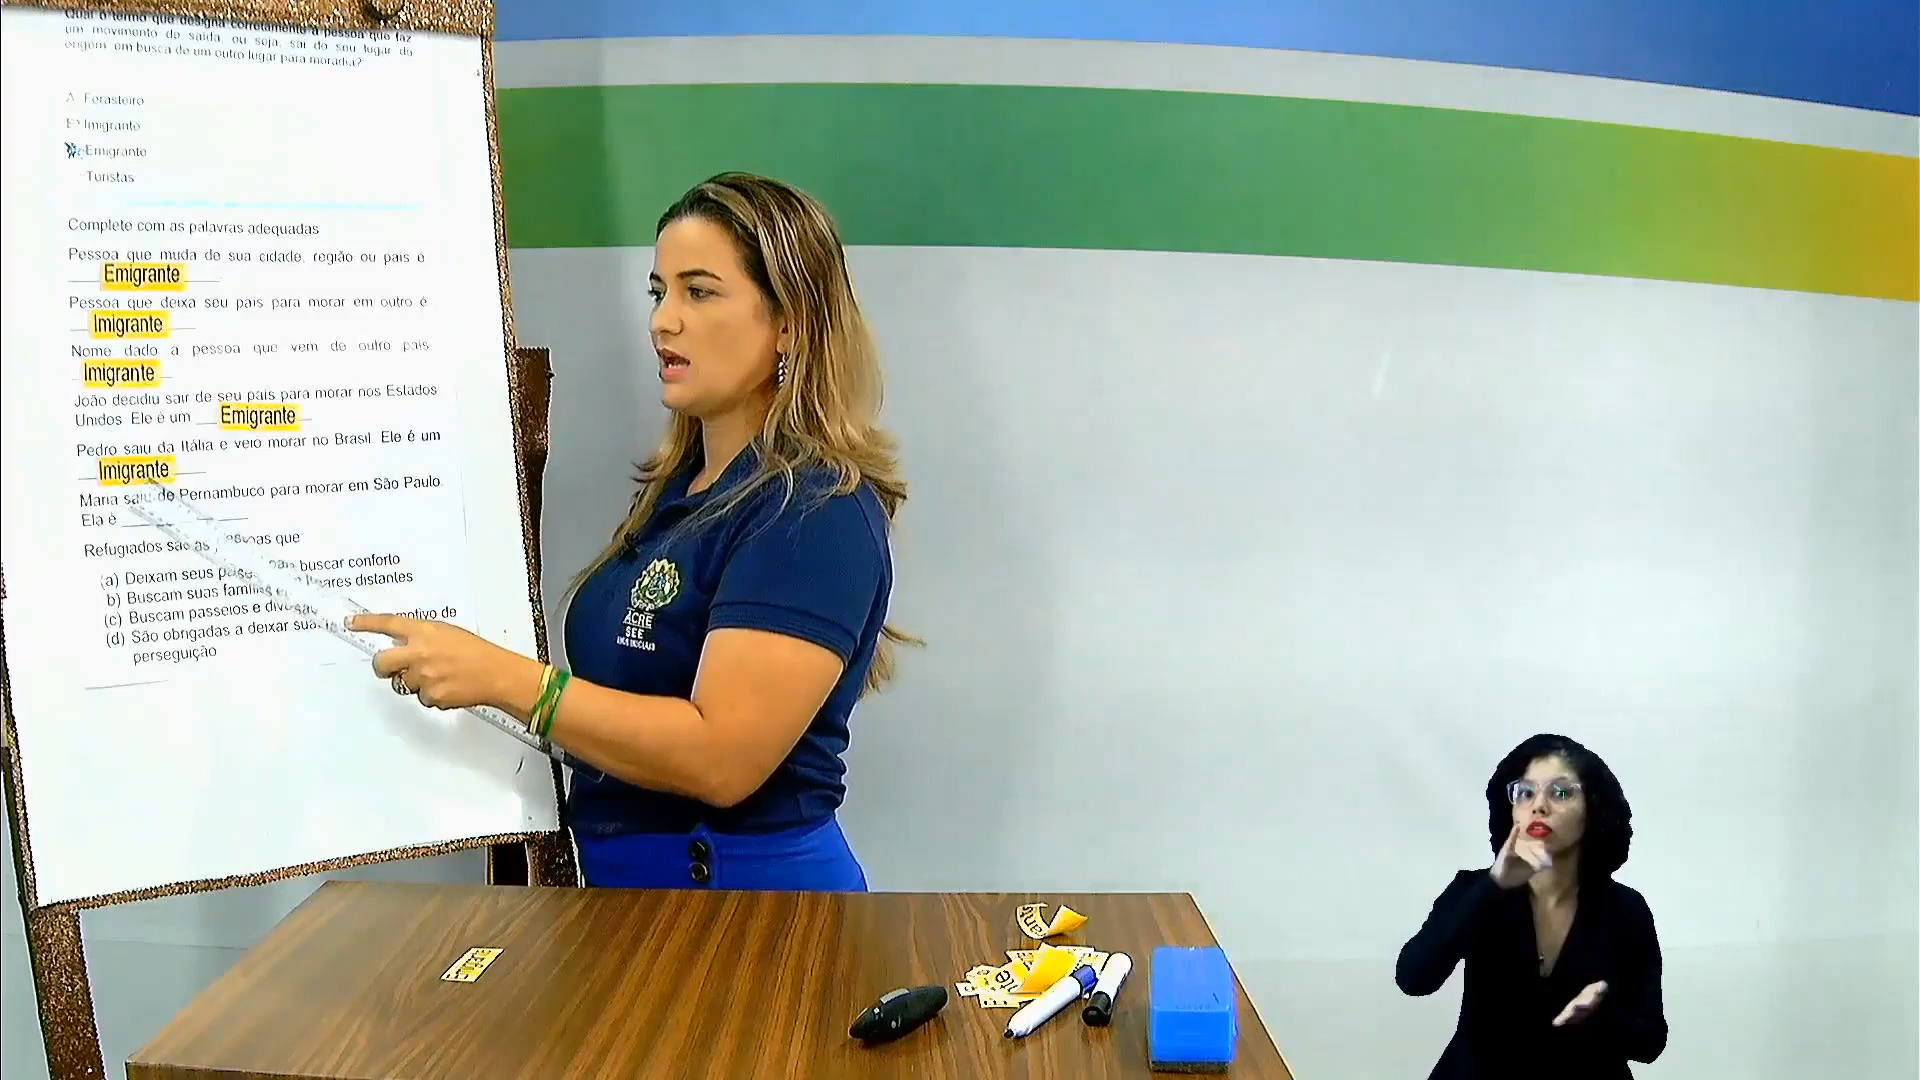 Qual o termo que designa corretamente a pessoa que faz
um movimento de saída, ou seja, sai do seu lugar de
origem em busca de um outro lugar para moradia?
A Forasteiro
Imigrante
Emigrante
Turistas
Complete com as palavras adequadas
Pessoa que muda de sua cidade, região ou país é
Emigrante
Pessoa que deixa seu país para morar em outro é
Imigrante
Nome dado a pessoa que vem de outro país
Imigrante
João decidiu sair de seu país para morar nos Estados
Unidos. Ele é um Emigrante
Pedro saiu da Itália e veio morar no Brasil. Ele é um
Imigrante
Maria saiu de Pernambuco para morar em São Paulo.
Ela é
Refugiados são as pessoas que
(a) Deixam seus buscar conforto
b) Buscam suas famílias lugares distantes
(c) Buscam passeios e
(d) São obrigadas a deixar motivo de
perseguição
ACRE
SEE